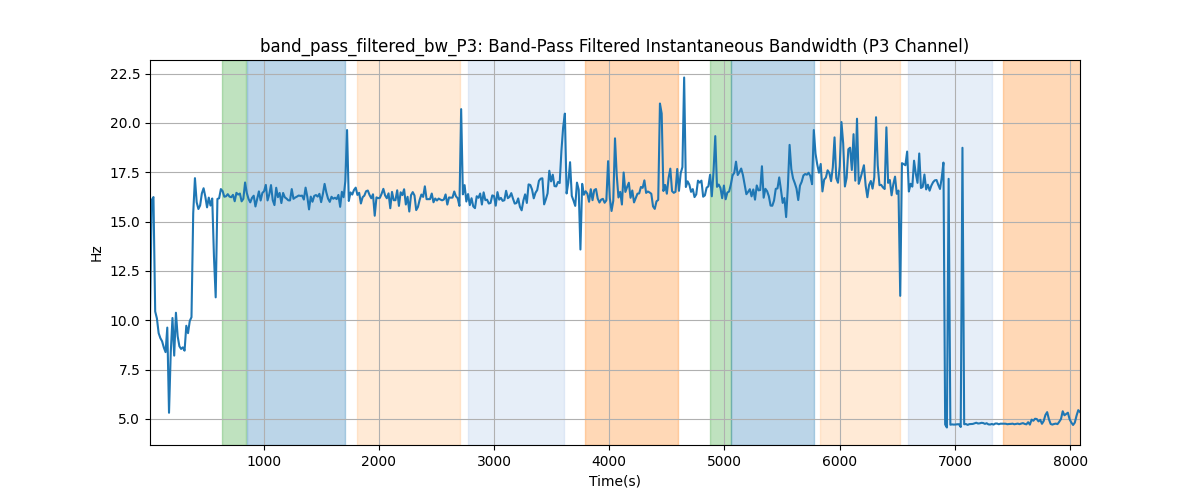 band_pass_filtered_bw_P3: Band-Pass Filtered Instantaneous Bandwidth (P3 Channel)
22.5
20.0
17.5
15.0
12.5
10.0
7.5
5.0
Hz
1000 2000 3000 4000 5000 6000 7000 8000
Time(s)